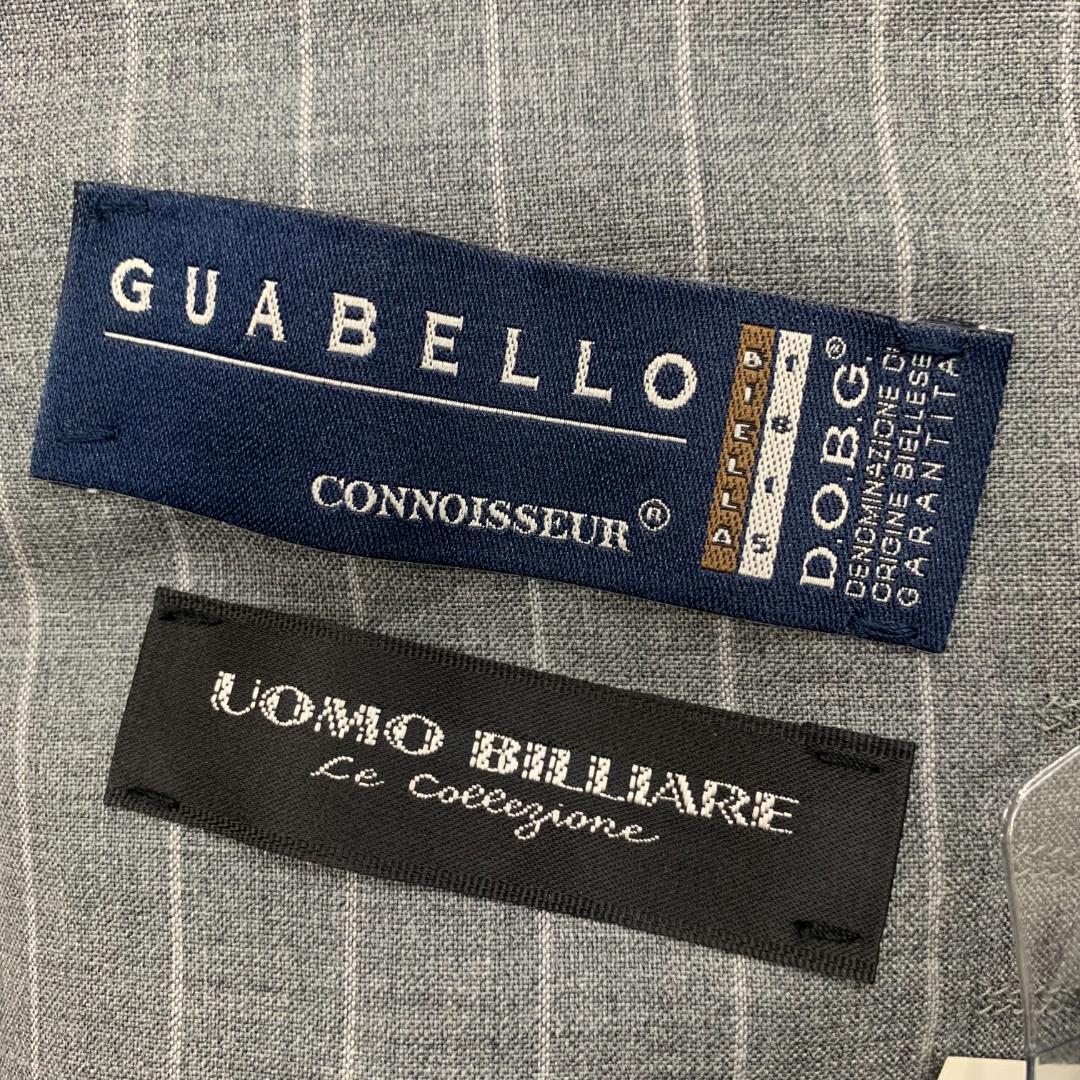 GUABELLO
CONNOISSEUR®
BIELLA
1815
D.O.B.G.®
DENOMINAZIONE DI
ORIGINE BIELLESE
GARANTITA
UOMO BILLIARE
Le Collezione